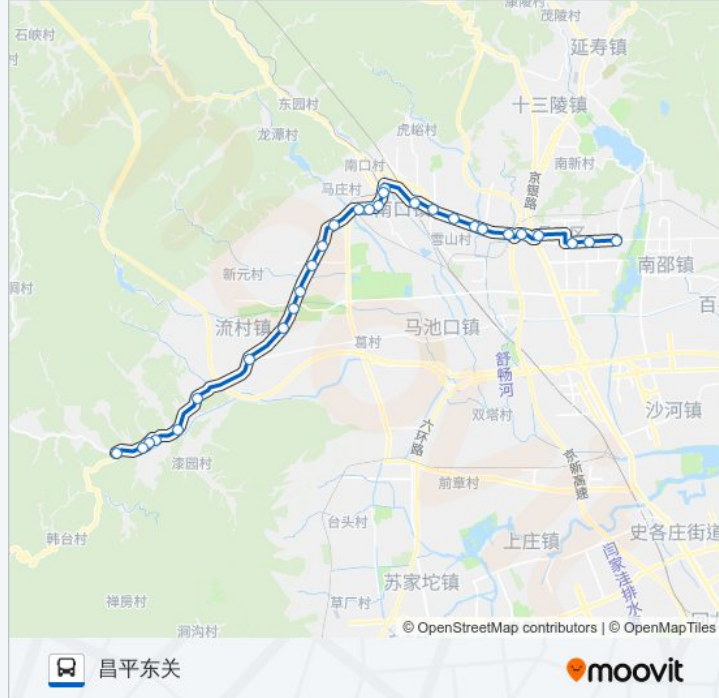 康陵村
茂陵村
石峡村
延寿镇
东园村
十三陵镇
龙潭村
虎峪村
南口村
南新村
马庄村
京银路
南口镇
雪山村
南邵镇
新元村
百
流村镇
马池口镇
葛村
舒畅河
双塔村
沙河镇
六环路
漆园村
京新高速
前章村
台头村
史各庄街道
韩台村
上庄镇
闫家洼排水
苏家坨镇
禅房村
草厂村
涧沟村
© OpenStreetMap contributors | © OpenMapTiles
昌平东关
moovit